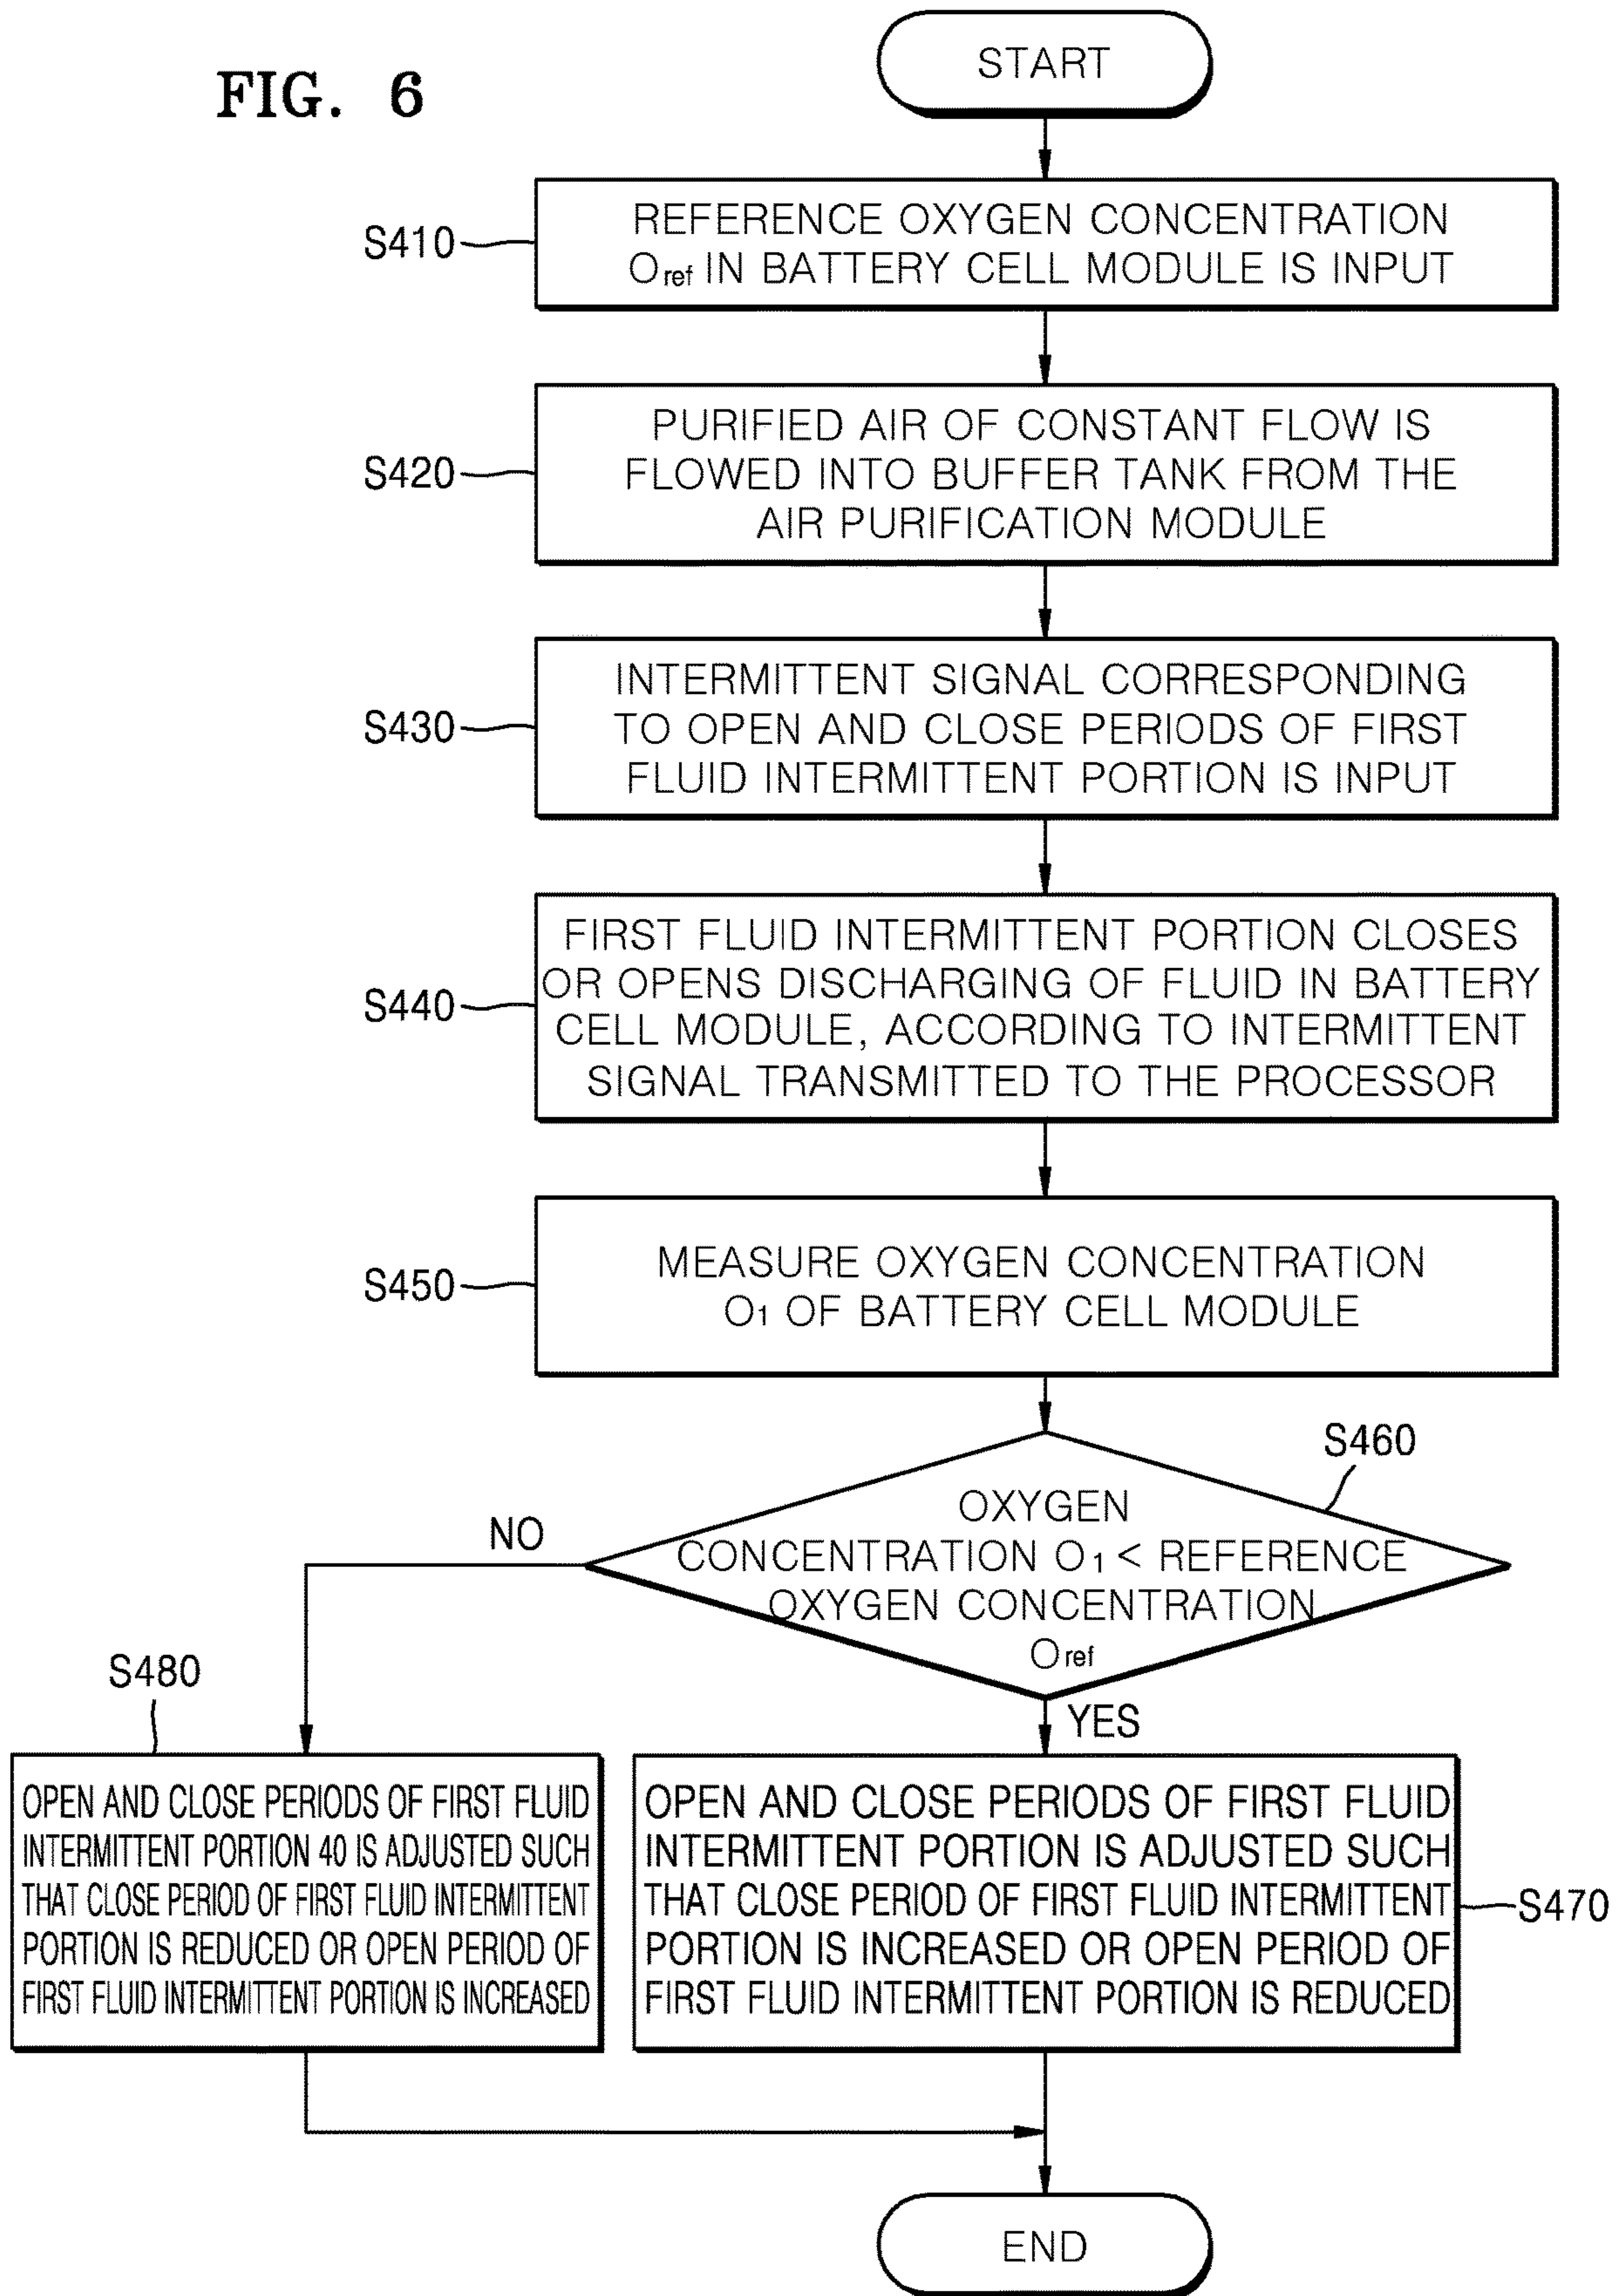 FIG. 6
START
S410
REFERENCE OXYGEN CONCENTRATION
Oref IN BATTERY CELL MODULE IS INPUT
S420
PURIFIED AIR OF CONSTANT FLOW IS
FLOWED INTO BUFFER TANK FROM THE
AIR PURIFICATION MODULE
S430
INTERMITTENT SIGNAL CORRESPONDING
TO OPEN AND CLOSE PERIODS OF FIRST
FLUID INTERMITTENT PORTION IS INPUT
S440
FIRST FLUID INTERMITTENT PORTION CLOSES
OR OPENS DISCHARGING OF FLUID IN BATTERY
CELL MODULE, ACCORDING TO INTERMITTENT
SIGNAL TRANSMITTED TO THE PROCESSOR
S450
MEASURE OXYGEN CONCENTRATION
O1 OF BATTERY CELL MODULE
S460
OXYGEN
CONCENTRATION O1 < REFERENCE
OXYGEN CONCENTRATION
Oref
NO
YES
S480
OPEN AND CLOSE PERIODS OF FIRST FLUID
INTERMITTENT PORTION 40 IS ADJUSTED SUCH
THAT CLOSE PERIOD OF FIRST FLUID INTERMITTENT
PORTION IS REDUCED OR OPEN PERIOD OF
FIRST FLUID INTERMITTENT PORTION IS INCREASED
OPEN AND CLOSE PERIODS OF FIRST FLUID
INTERMITTENT PORTION IS ADJUSTED SUCH
THAT CLOSE PERIOD OF FIRST FLUID INTERMITTENT
PORTION IS INCREASED OR OPEN PERIOD OF
FIRST FLUID INTERMITTENT PORTION IS REDUCED
S470
END